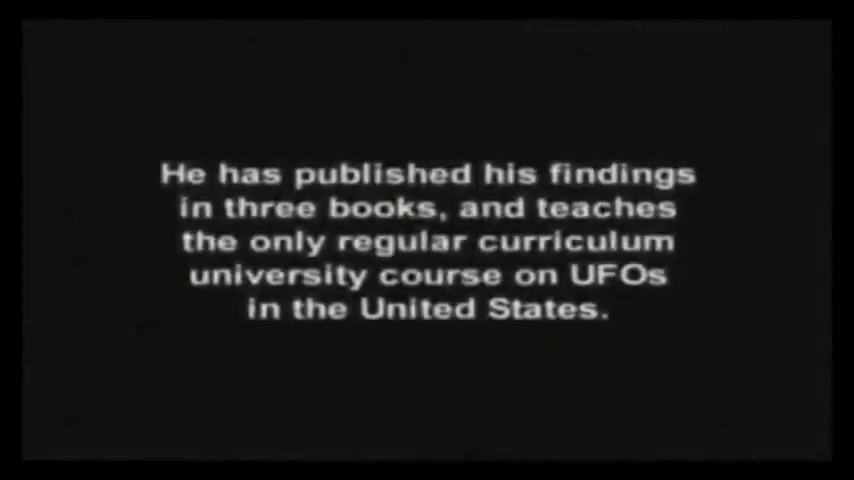 He has published his findings
in three books, and teaches
the only regular curriculum
university course on UFOs
in the United States.